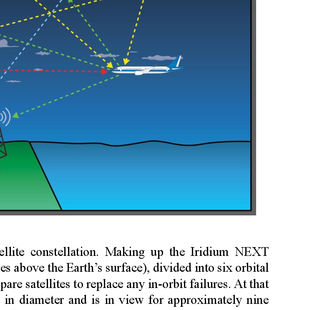 ellite constellation. Making up the Iridium NEXT
es above the Earth's surface), divided into six orbital
pare satellites to replace any in-orbit failures. At that
in diameter and is in view for approximately nine